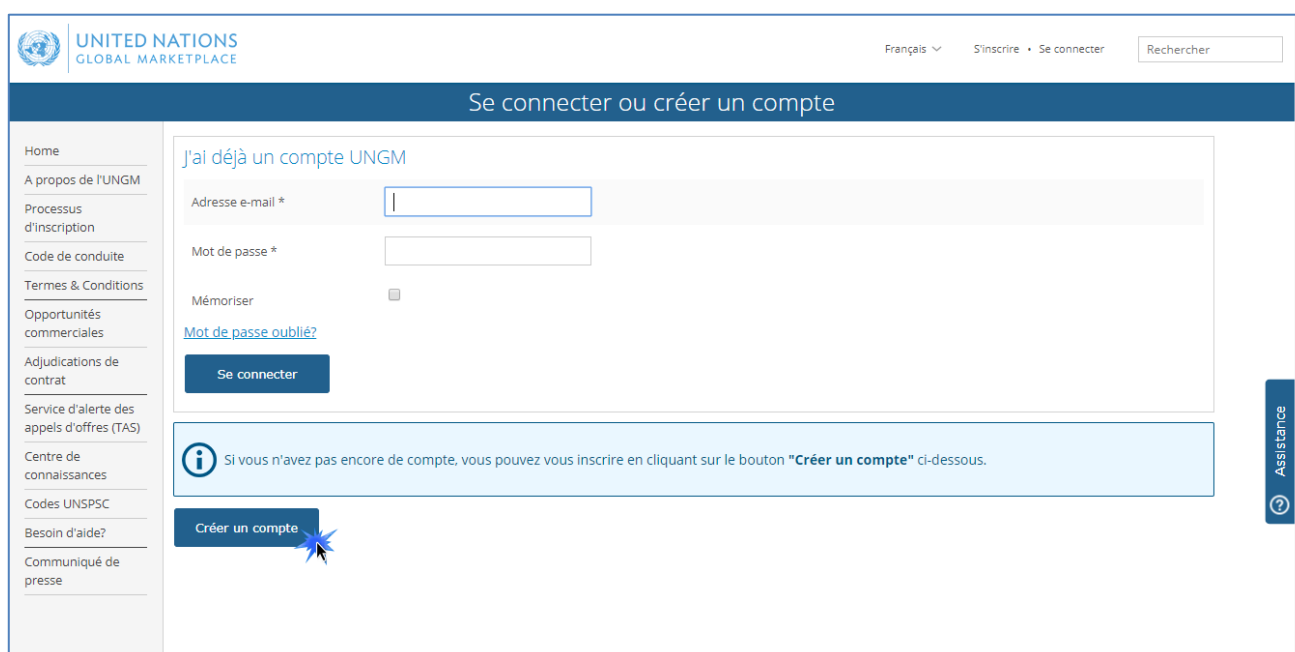 UNITED NATIONS
GLOBAL MARKETPLACE
Français
S'inscrire • Se connecter
Rechercher
Se connecter ou créer un compte
Home
A propos de l'UNGM
Processus
d'inscription
Code de conduite
Termes & Conditions
Opportunités
commerciales
Adjudications de
contrat
Service d'alerte des
appels d'offres (TAS)
Centre de
connaissances
Codes UNSPSC
Besoin d'aide?
Communiqué de
presse
J'ai déjà un compte UNGM
Adresse e-mail *
Mot de passe *
Mémoriser
Mot de passe oublié?
Se connecter
Si vous n'avez pas encore de compte, vous pouvez vous inscrire en cliquant sur le bouton "Créer un compte" ci-dessous.
Créer un compte
Assistance